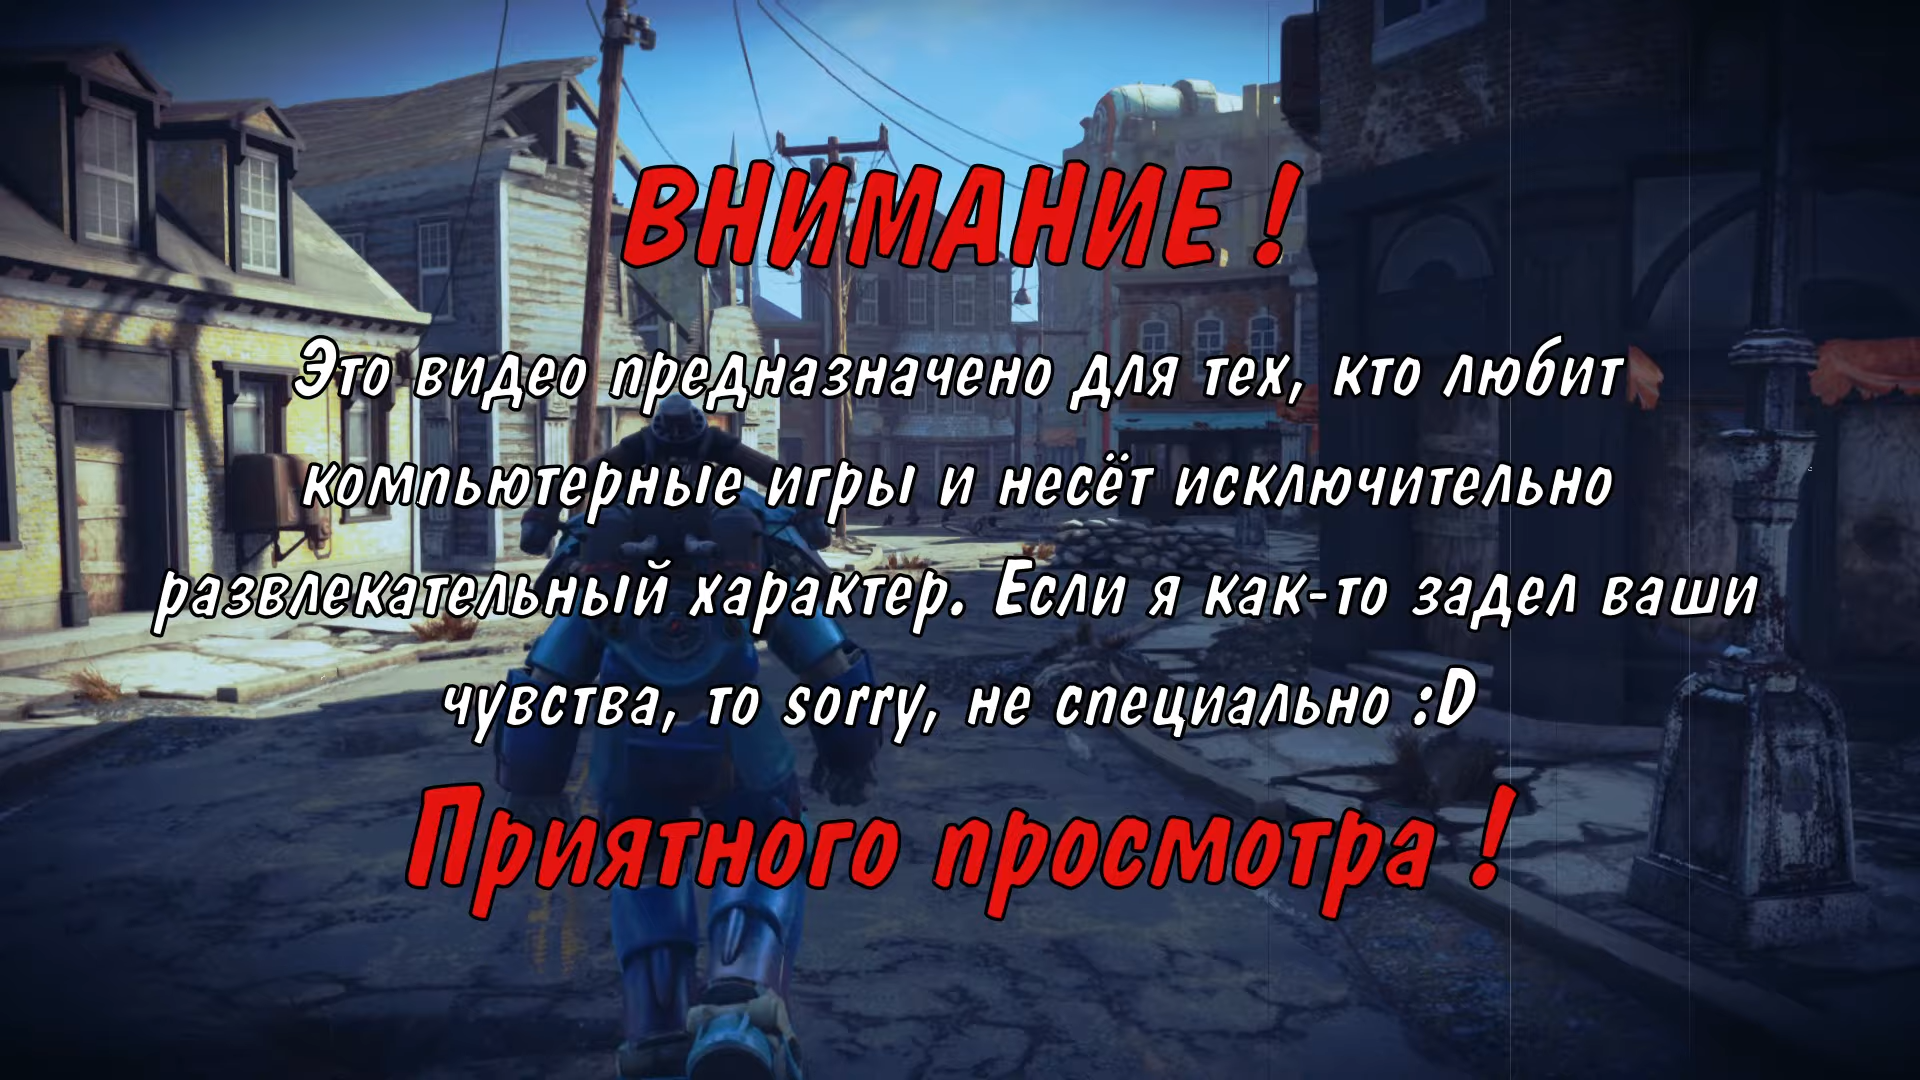 ВНИМАНИЕ !
Это видео предназначено для тех, кто любит
компьютерные игры и несёт исключительно
развлекательный характер. Если я как-то задел ваши
чувства, то sorry, не специально :D
Приятного просмотра !